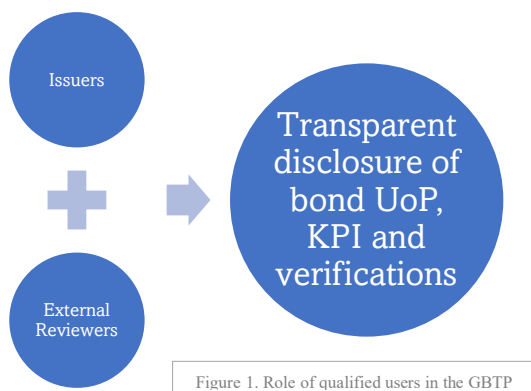 Issuers
External
Reviewers
Transparent
disclosure of
bond UoP,
KPI and
verifications
Figure 1. Role of qualified users in the GBTP